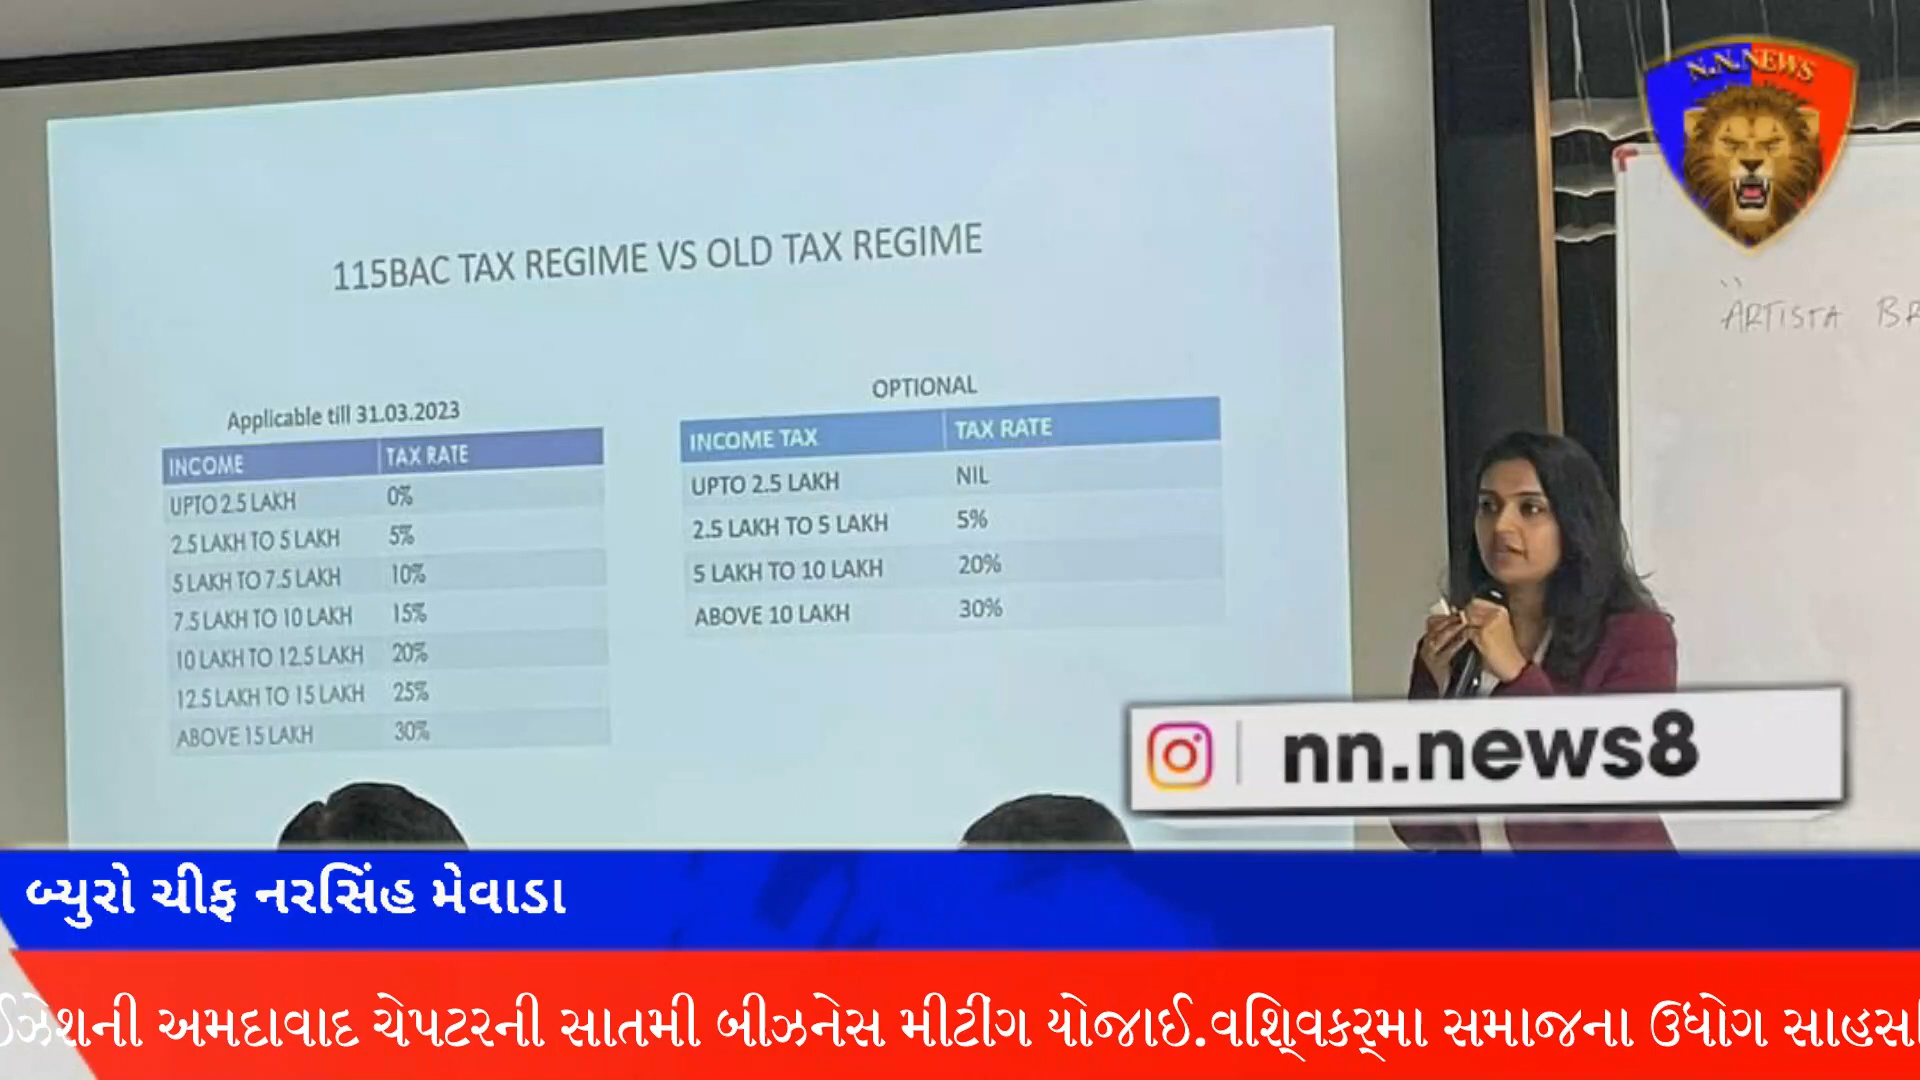 N.N.NEWS
115BAC TAX REGIME VS OLD TAX REGIME
ARTISTA
Applicable till 31.03.2023
INCOME TAX RATE
UPTO 2.5 LAKH 0%
2.5 LAKH TO 5 LAKH 5%
5 LAKH TO 7.5 LAKH 10%
7.5 LAKH TO 10 LAKH 15%
10 LAKH TO 12.5 LAKH 20%
12.5 LAKH TO 15 LAKH 25%
ABOVE 15 LAKH 30%
OPTIONAL
INCOME TAX TAX RATE
UPTO 2.5 LAKH NIL
2.5 LAKH TO 5 LAKH 5%
5 LAKH TO 10 LAKH 20%
ABOVE 10 LAKH 30%
nn.news8
બ્યુરો ચીફ નરસિંહ મેવાડા
અમદાવાદ ચેપટરની સાતમી બીઝનેસ મીટીંગ યોજાઈ.વશ્વિકર્મા સમાજના ઉધોગ